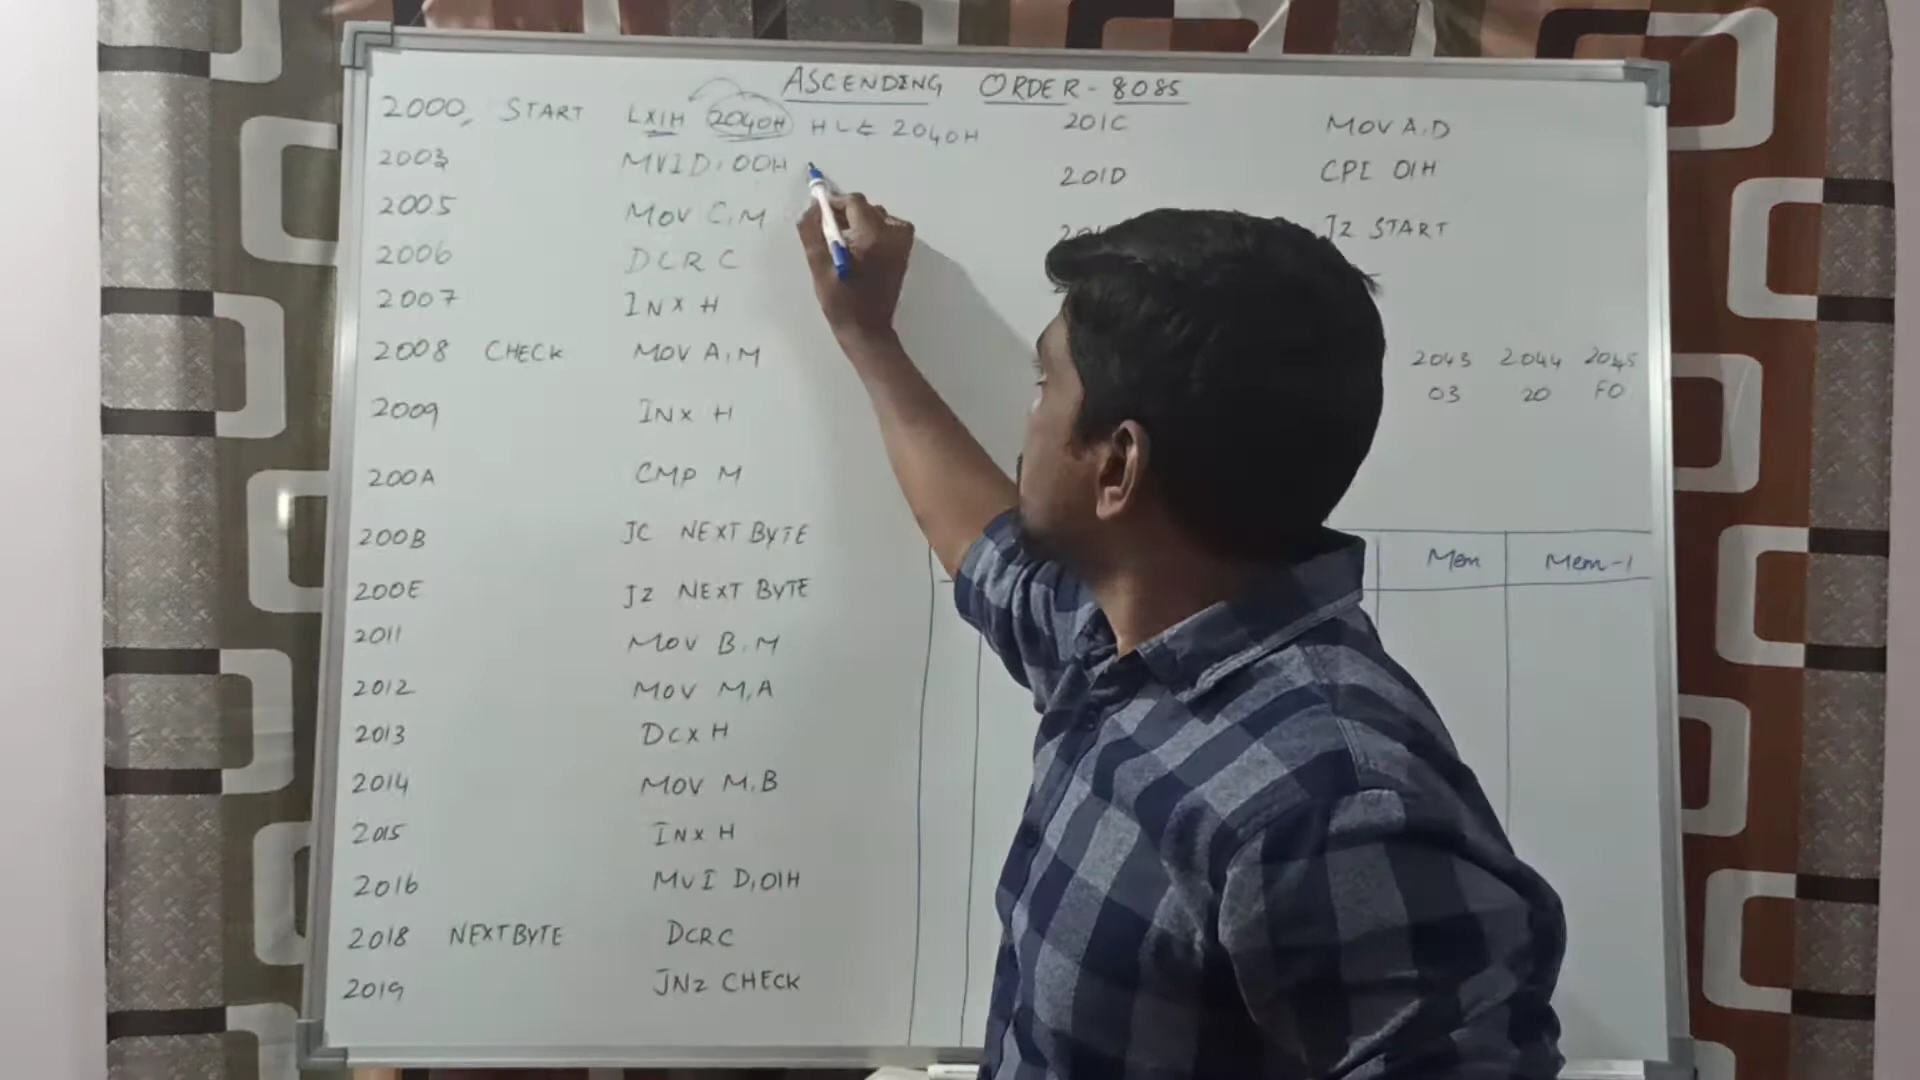 ASCENDING ORDER - 8085
2000, START LXIH 2040H HL ← 2040H
2003 MVI D, 00H
2005 MOV C, M
2006 DCR C
2007 INX H
2008 CHECK MOV A, M
2009 INX H
200A CMP M
200B JC NEXT BYTE
200E JZ NEXT BYTE
2011 MOV B, M
2012 MOV M, A
2013 DCX H
2014 MOV M, B
2015 INX H
2016 MVI D, 01H
2018 NEXTBYTE DCR C
2019 JNZ CHECK
201C MOV A, D
201D CPI 01H
JZ START
2043 2044 2045
03 20 F0
Mem Mem-1